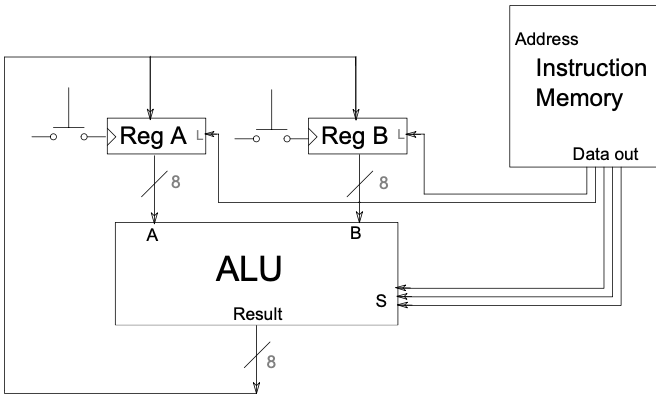 Address
Instruction
Memory
Data out
Reg A L
Reg B L
8
8
A
B
ALU
S
Result
8